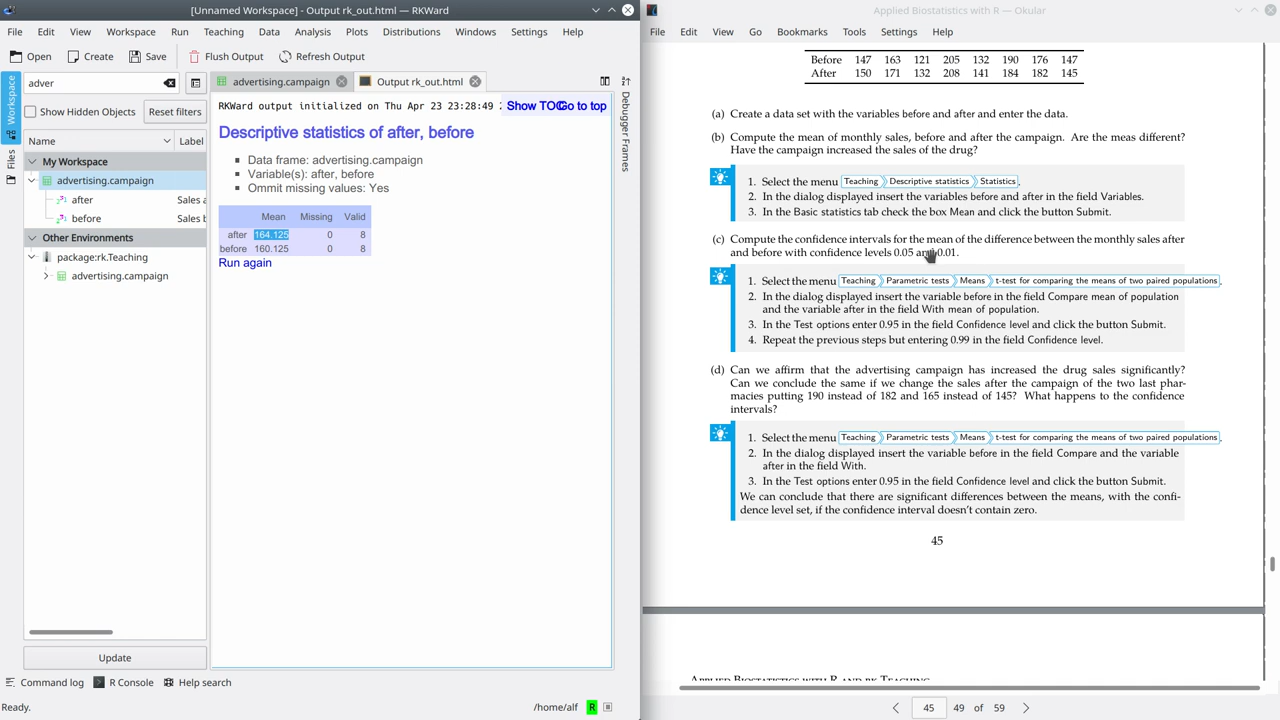 [Unnamed Workspace] - Output rk_out.html — RKWard
File Edit View Workspace Run Teaching Data Analysis Plots Distributions Windows Settings Help
Open Create Save Flush Output Refresh Output
adver
Show Hidden Objects Reset filters
Name Label
My Workspace
advertising.campaign
after Sales a
before Sales b
Other Environments
package:rk.Teaching
advertising.campaign
Update
Workspace
Files
advertising.campaign Output rk_out.html
RKWard output initialized on Thu Apr 23 23:28:49
Show TOC Go to top
Descriptive statistics of after, before
Data frame: advertising.campaign
Variable(s): after, before
Ommit missing values: Yes
Mean Missing Valid
after 164.125 0 8
before 160.125 0 8
Run again
Debugger Frames
Command log R Console Help search
Ready. /home/alf R
Applied Biostatistics with R — Okular
File Edit View Go Bookmarks Tools Settings Help
Before 147 163 121 205 132 190 176 147
After 150 171 132 208 141 184 182 145
(a) Create a data set with the variables before and after and enter the data.
(b) Compute the mean of monthly sales, before and after the campaign. Are the meas different?
Have the campaign increased the sales of the drug?
1. Select the menu Teaching Descriptive statistics Statistics.
2. In the dialog displayed insert the variables before and after in the field Variables.
3. In the Basic statistics tab check the box Mean and click the button Submit.
(c) Compute the confidence intervals for the mean of the difference between the monthly sales after
and before with confidence levels 0.05 and 0.01.
1. Select the menu Teaching Parametric tests Means t-test for comparing the means of two paired populations.
2. In the dialog displayed insert the variable before in the field Compare mean of population
and the variable after in the field With mean of population.
3. In the Test options enter 0.95 in the field Confidence level and click the button Submit.
4. Repeat the previous steps but entering 0.99 in the field Confidence level.
(d) Can we affirm that the advertising campaign has increased the drug sales significantly?
Can we conclude the same if we change the sales after the campaign of the two last phar-
macies putting 190 instead of 182 and 165 instead of 145? What happens to the confidence
intervals?
1. Select the menu Teaching Parametric tests Means t-test for comparing the means of two paired populations.
2. In the dialog displayed insert the variable before in the field Compare and the variable
after in the field With.
3. In the Test options enter 0.95 in the field Confidence level and click the button Submit.
We can conclude that there are significant differences between the means, with the confi-
dence level set, if the confidence interval doesn't contain zero.
45
Applied Biostatistics with R and rk.Teaching
45 49 of 59